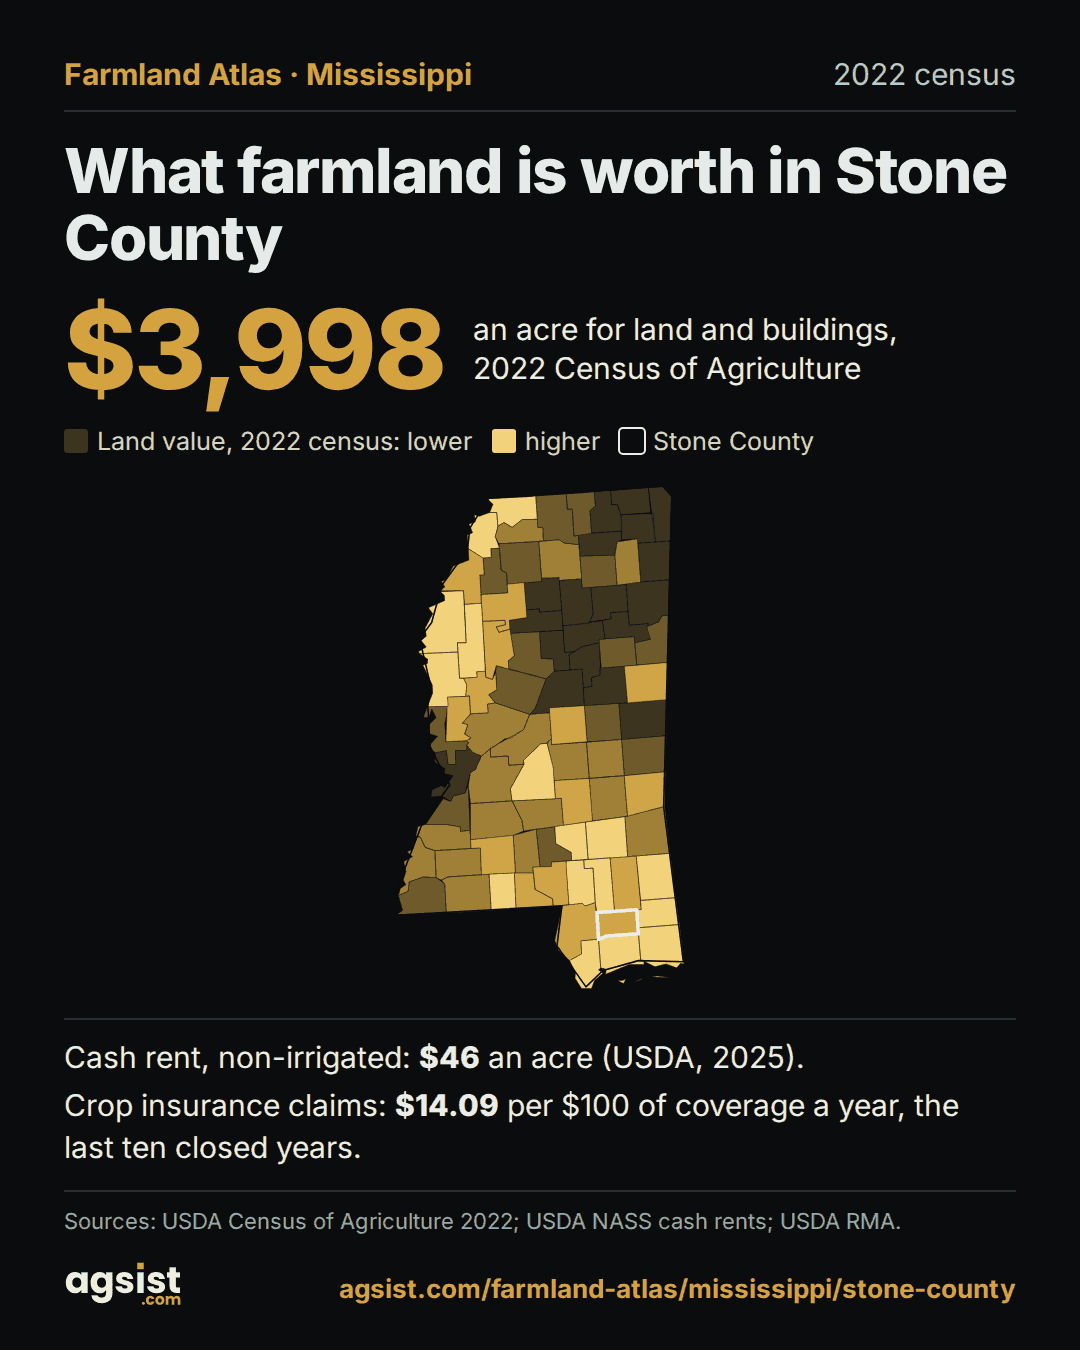 Farmland Atlas · Mississippi
2022 census
What farmland is worth in Stone
County
$3,998
an acre for land and buildings,
2022 Census of Agriculture
Land value, 2022 census: lower
higher
Stone County
Cash rent, non-irrigated: $46 an acre (USDA, 2025).
Crop insurance claims: $14.09 per $100 of coverage a year, the
last ten closed years.
Sources: USDA Census of Agriculture 2022; USDA NASS cash rents; USDA RMA.
agsist
.com
agsist.com/farmland-atlas/mississippi/stone-county